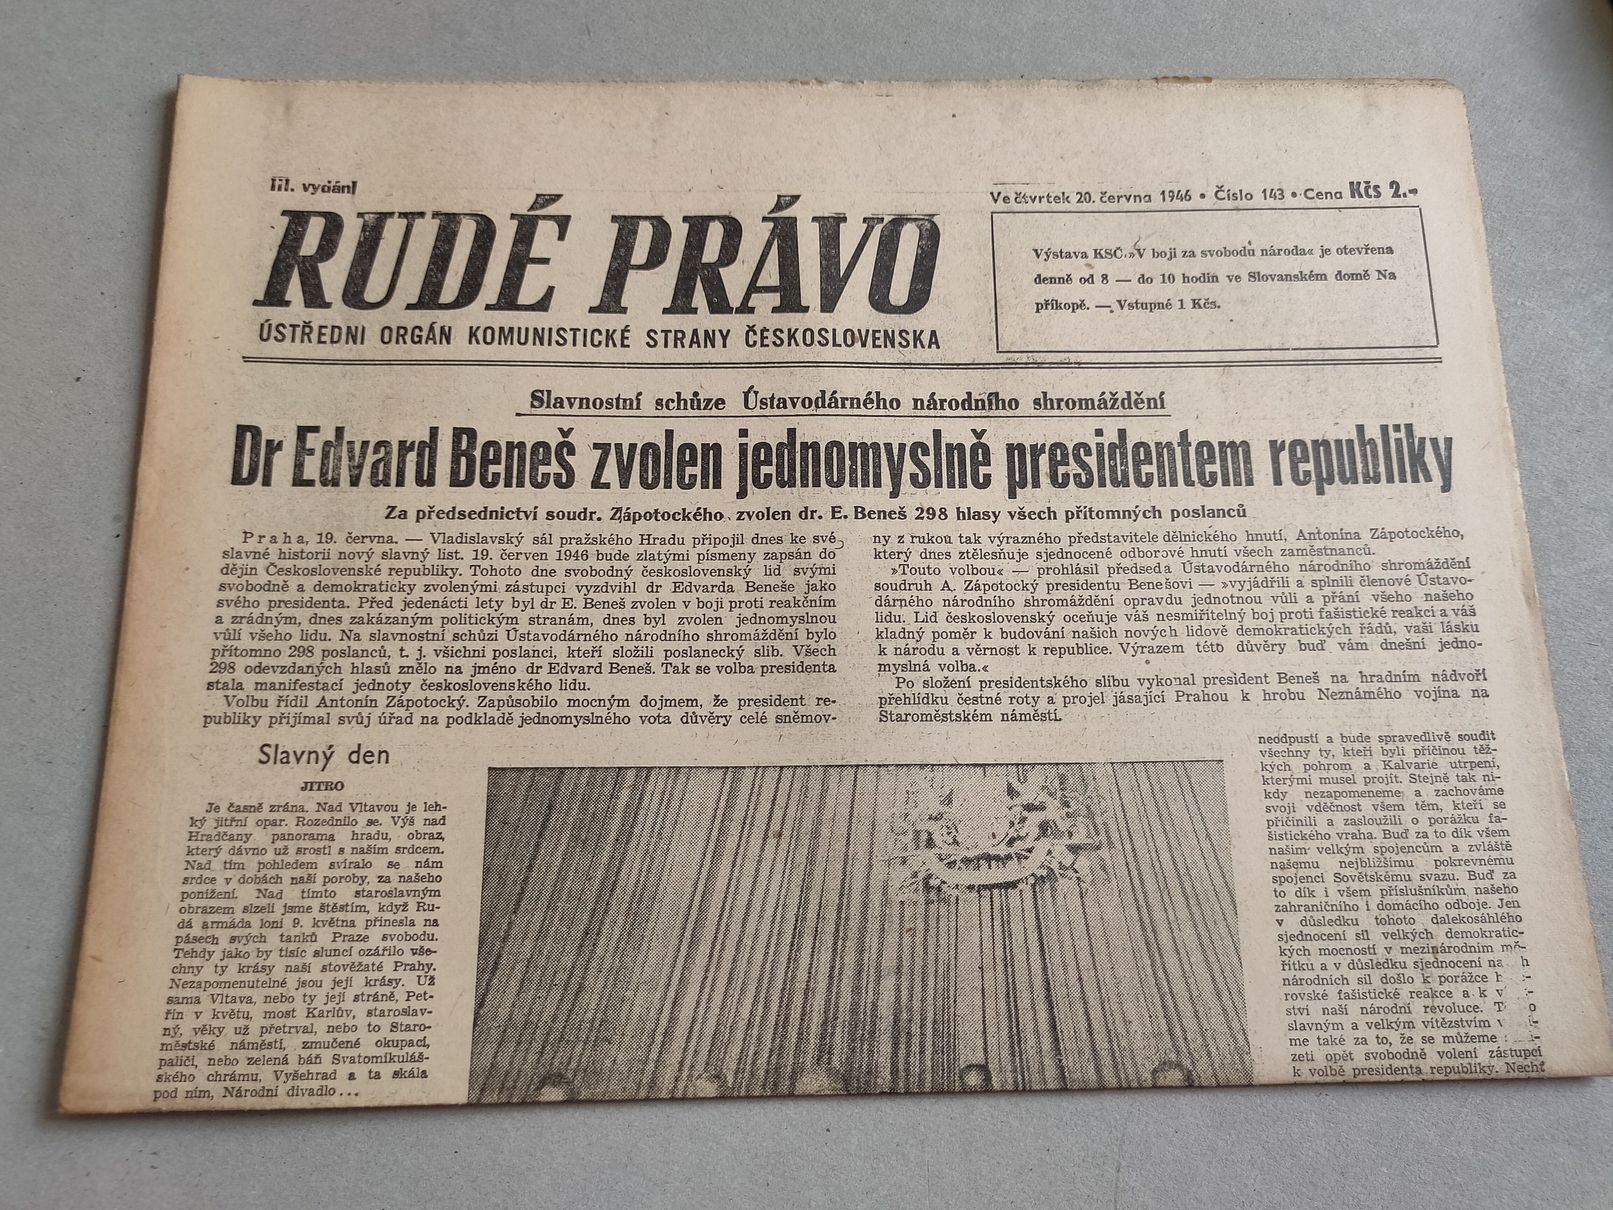 III. vydání
RUDÉ PRÁVO
ÚSTŘEDNI ORGÁN KOMUNISTICKÉ STRANY ČESKOSLOVENSKA
Ve čtvrtek 20. června 1946 • Číslo 143 • Cena Kčs 2.-
Výstava KSČ »V boji za svobodu národa« je otevřena
denně od 8 — do 10 hodin ve Slovanském domě Na
příkopě. — Vstupné 1 Kčs.
Slavnostní schůze Ústavodárného národního shromáždění
Dr Edvard Beneš zvolen jednomyslně presidentem republiky
Za předsednictví soudr. Zápotockého zvolen dr. E. Beneš 298 hlasy všech přítomných poslanců
Praha, 19. června. — Vladislavský sál pražského Hradu připojil dnes ke své
slavné historii nový slavný list. 19. červen 1946 bude zlatými písmeny zapsán do
dějin Československé republiky. Tohoto dne svobodný československý lid svými
svobodně a demokraticky zvolenými zástupci vyzdvihl dr Edvarda Beneše jako
svého presidenta. Před jedenácti lety byl dr E. Beneš zvolen v boji proti reakčním
a zrádným, dnes zakázaným politickým stranám, dnes byl zvolen jednomyslnou
vůlí všeho lidu. Na slavnostní schůzi Ústavodárného národního shromáždění bylo
přítomno 298 poslanců, t. j. všichni poslanci, kteří složili poslanecký slib. Všech
298 odevzdaných hlasů znělo na jméno dr Edvard Beneš. Tak se volba presidenta
stala manifestací jednoty československého lidu.
Volbu řídil Antonín Zápotocký. Zapůsobilo mocným dojmem, že president re-
publiky přijímal svůj úřad na podkladě jednomyslného vota důvěry celé sněmov-
ny z rukou tak výrazného představitele dělnického hnutí, Antonína Zápotockého,
který dnes ztělesňuje sjednocené odborové hnutí všech zaměstnanců.
»Touto volbou« — prohlásil předseda Ústavodárného národního shromáždění
soudruh A. Zápotocký presidentu Benešovi — »vyjádřili a splnili členové Ústavo-
dárného národního shromáždění opravdu jednotnou vůli a přání všeho našeho
lidu. Lid československý oceňuje váš nesmiřitelný boj proti fašistické reakci a váš
kladný poměr k budování našich nových lidově demokratických řádů, vaši lásku
k národu a věrnost k republice. Výrazem této důvěry buď vám dnešní jedno-
myslná volba.«
Po složení presidentského slibu vykonal president Beneš na hradním nádvoří
přehlídku čestné roty a projel jásající Prahou k hrobu Neznámého vojína na
Staroměstském náměstí.
Slavný den
JITRO
Je časně zrána. Nad Vltavou je leh-
ký jitřní opar. Rozednilo se. Výš nad
Hradčany panorama hradu, obraz,
který dávno už srostl s naším srdcem.
Nad tím pohledem svíralo se nám
srdce v dobách naší poroby, za našeho
ponížení. Nad tímto staroslavným
obrazem slzeli jsme štěstím, když Ru-
dá armáda loni 9. května přinesla na
pásech svých tanků Praze svobodu.
Tehdy jako by tisíc sluncí ozářilo vše-
chny ty krásy naší stověžaté Prahy.
Nezapomenutelné jsou její krásy. Už
sama Vltava, nebo ty její stráně, Pet-
řín v květu, most Karlův, staroslav-
ný, věky už přetrval, nebo to Staro-
městské náměstí, zmučené okupací,
paliči, nebo zelená báň Svatomikuláš-
ského chrámu, Vyšehrad a ta skála
pod ním, Národní divadlo...
neodpustí a bude spravedlivě soudit
všechny ty, kteří byli příčinou těž-
kých pohrom a Kalvarie utrpení,
kterými musel projít. Stejně tak ni-
kdy nezapomeneme a zachováme
svoji vděčnost všem těm, kteří se
přičinili a zasloužili o porážku fa-
šistického vraha. Buď za to dík všem
našim velkým spojencům a zvláště
našemu nejbližšímu pokrevnému
spojenci Sovětskému svazu. Buď za
to dík i všem příslušníkům našeho
zahraničního i domácího odboje. Jen
v důsledku tohoto dalekosáhlého
sjednocení sil velkých demokratic-
kých mocností v mezinárodním mě-
řítku a v důsledku sjednocení
národních sil došlo k porážce
rovské fašistické reakce a k
ství naší národní revoluce.
slavným a velkým vítězstvím
me také za to, že se můžeme
zeti opět svobodně volení zástupci
k volbě presidenta republiky. Nechť